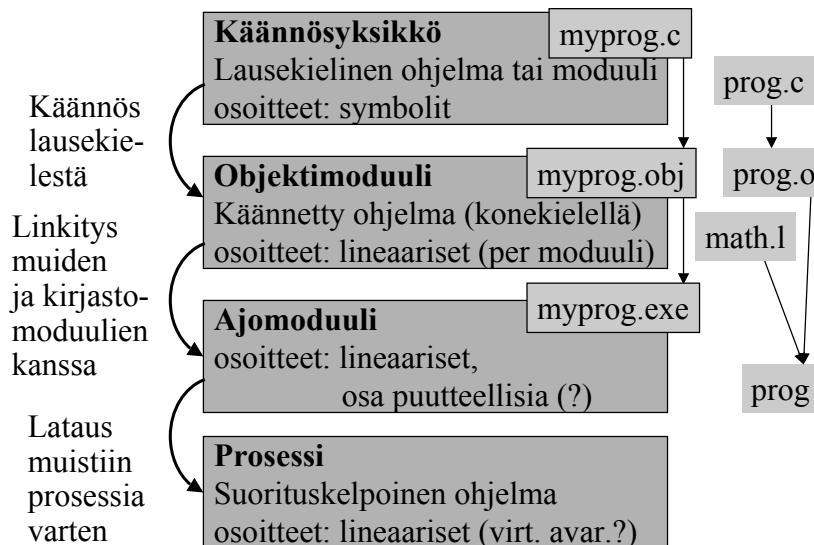 Käännösyksikkö
myprog.c
Lausekielinen ohjelma tai moduuli
osoitteet: symbolit
Käännös
lausekie-
lestä
Objektimoduuli
myprog.obj
Käännetty ohjelma (konekielellä)
osoitteet: lineaariset (per moduuli)
Linkitys
muiden
ja kirjasto-
moduulien
kanssa
Ajomoduuli
myprog.exe
osoitteet: lineaariset,
osa puutteellisia (?)
Lataus
muistiin
prosessia
varten
Prosessi
Suorituskelpoinen ohjelma
osoitteet: lineaariset (virt. avar.?)
prog.c
prog.o
math.l
prog